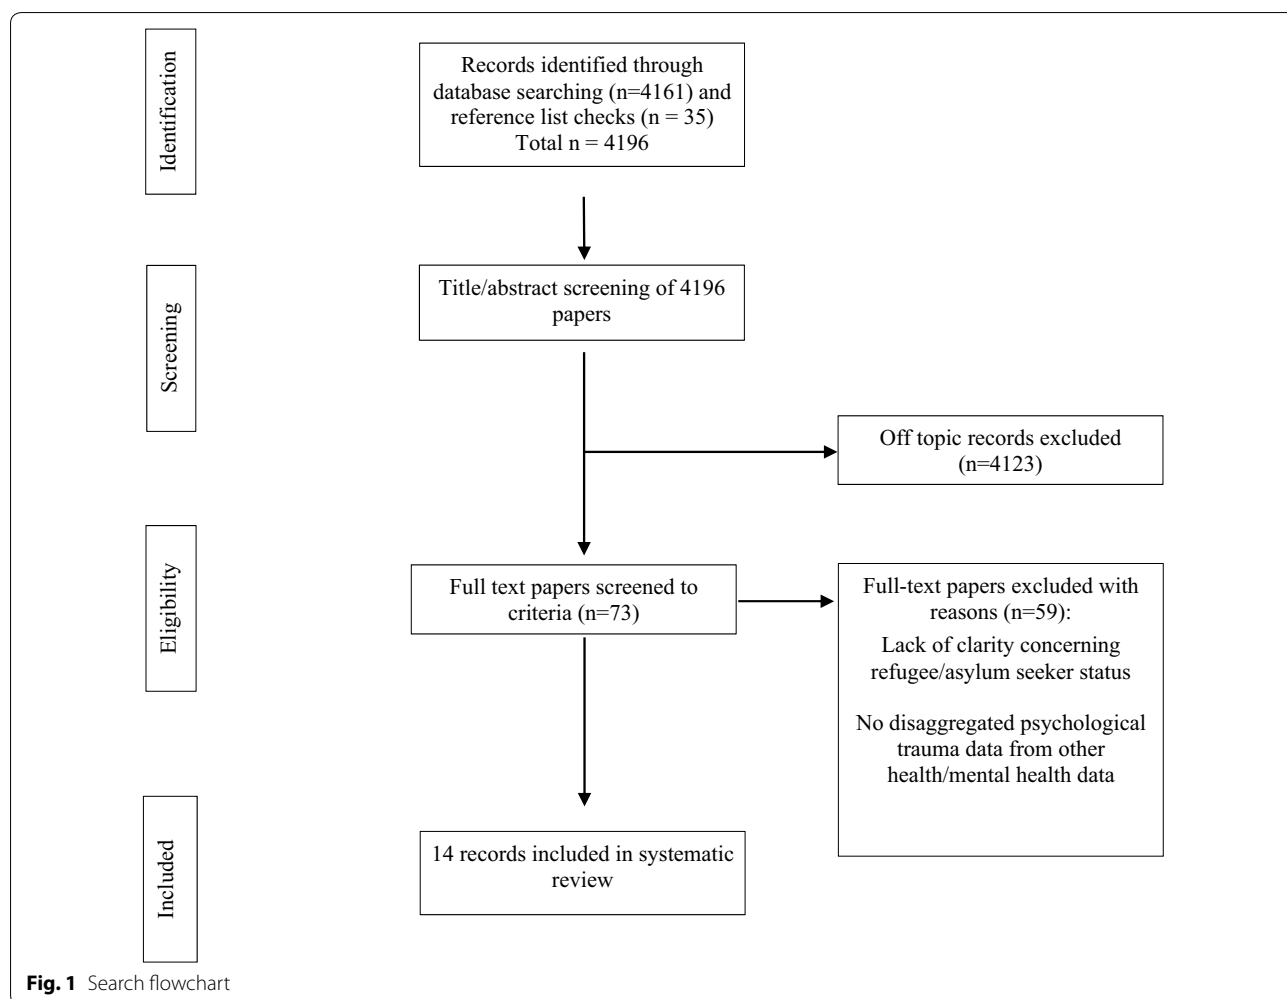 Identification
Records identified through
database searching (n=4161) and
reference list checks (n = 35)
Total n = 4196
Screening
Title/abstract screening of 4196
papers
Off topic records excluded
(n=4123)
Eligibility
Full text papers screened to
criteria (n=73)
Full-text papers excluded with
reasons (n=59):
Lack of clarity concerning
refugee/asylum seeker status
No disaggregated psychological
trauma data from other
health/mental health data
Included
14 records included in systematic
review
Fig. 1 Search flowchart